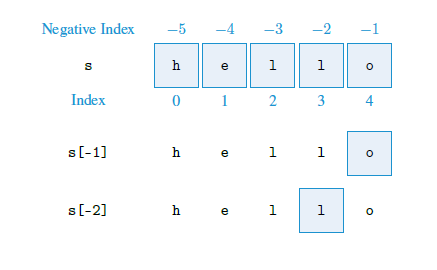 Negative Index −5 −4 −3 −2 −1
s h e l l o
Index 0 1 2 3 4
s[-1] h e l l o
s[-2] h e l l o